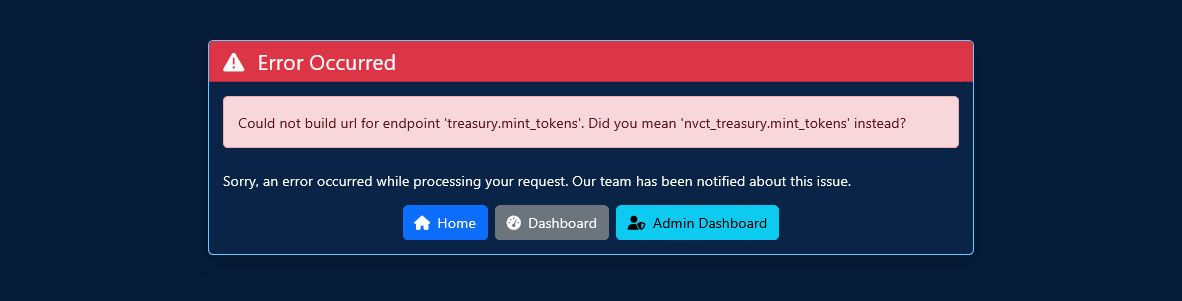 Error Occurred
Could not build url for endpoint 'treasury.mint_tokens'. Did you mean 'nvct_treasury.mint_tokens' instead?
Sorry, an error occurred while processing your request. Our team has been notified about this issue.
Home Dashboard Admin Dashboard